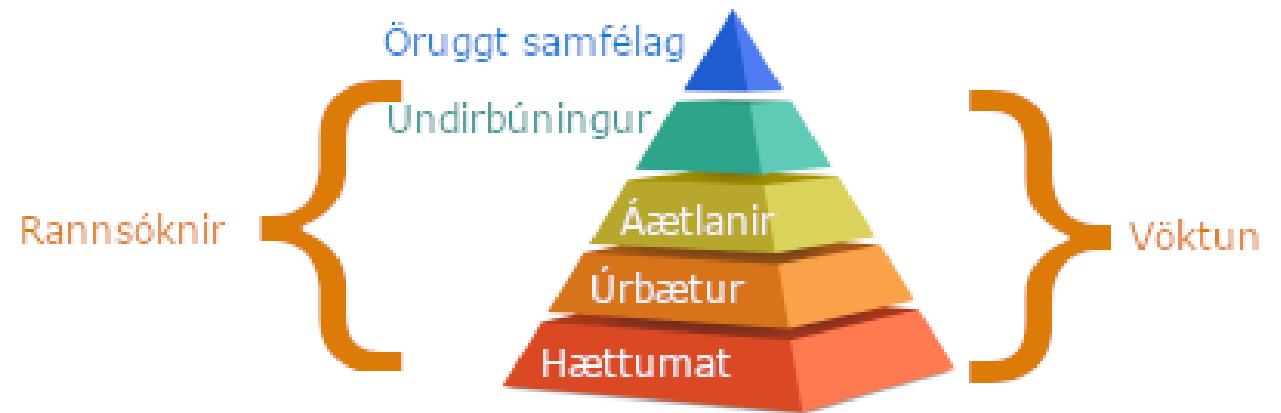 Öruggt samfélag
Undirbúningur
Rannsóknir
Áætlanir
Vöktun
Úrbætur
Hættumat